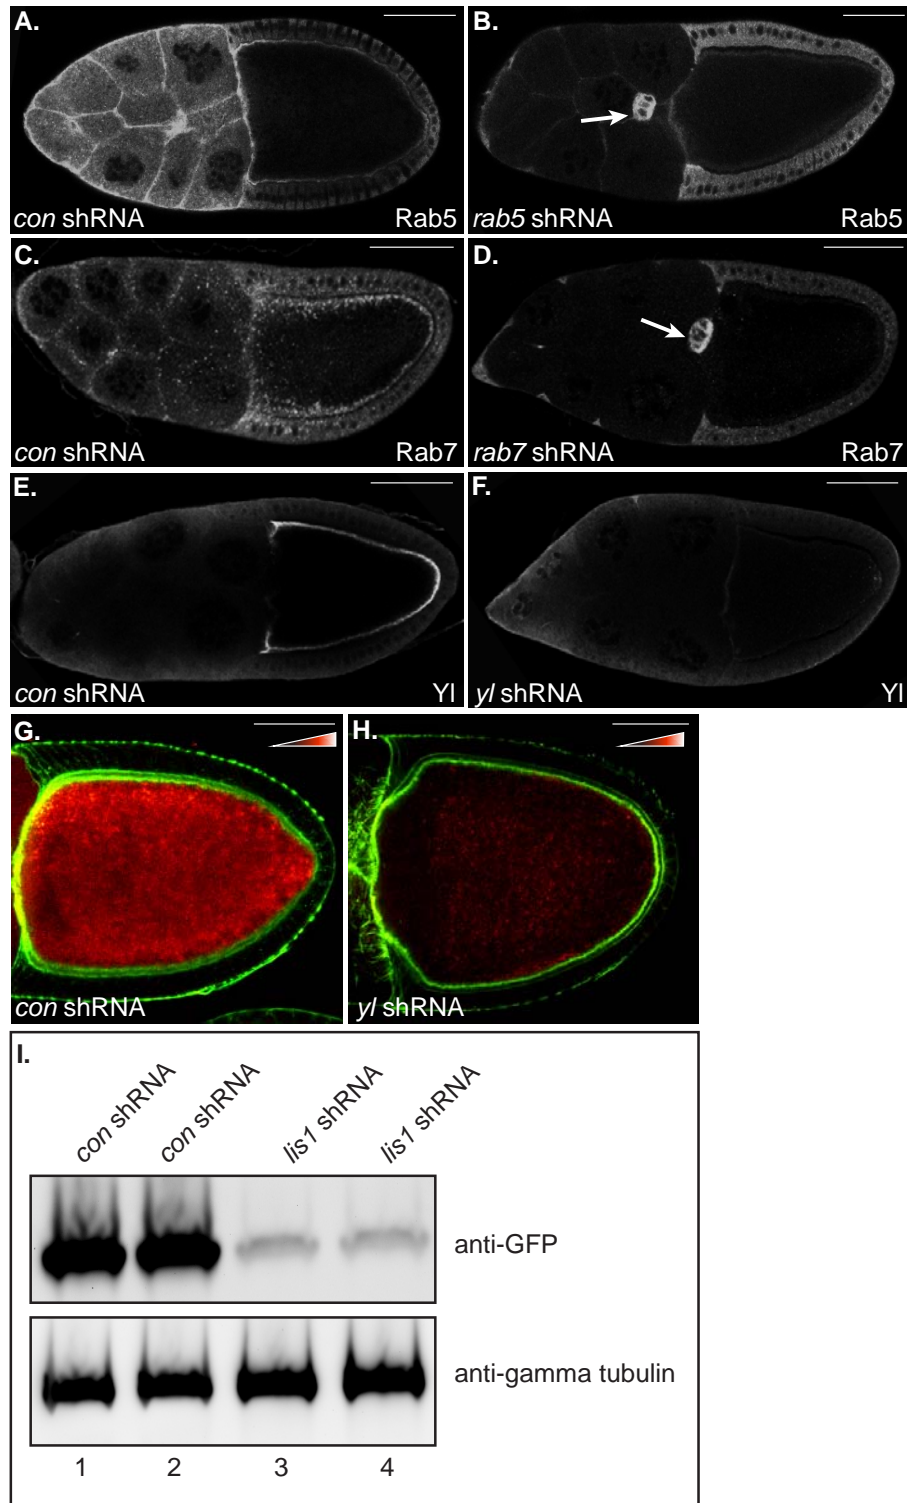 A.
con shRNA
Rab5
B.
rab5 shRNA
Rab5
C.
con shRNA
Rab7
D.
rab7 shRNA
Rab7
E.
con shRNA
Yl
F.
yl shRNA
Yl
G.
con shRNA
H.
yl shRNA
I.
con shRNA
con shRNA
lis1 shRNA
lis1 shRNA
anti-GFP
anti-gamma tubulin
1 2 3 4